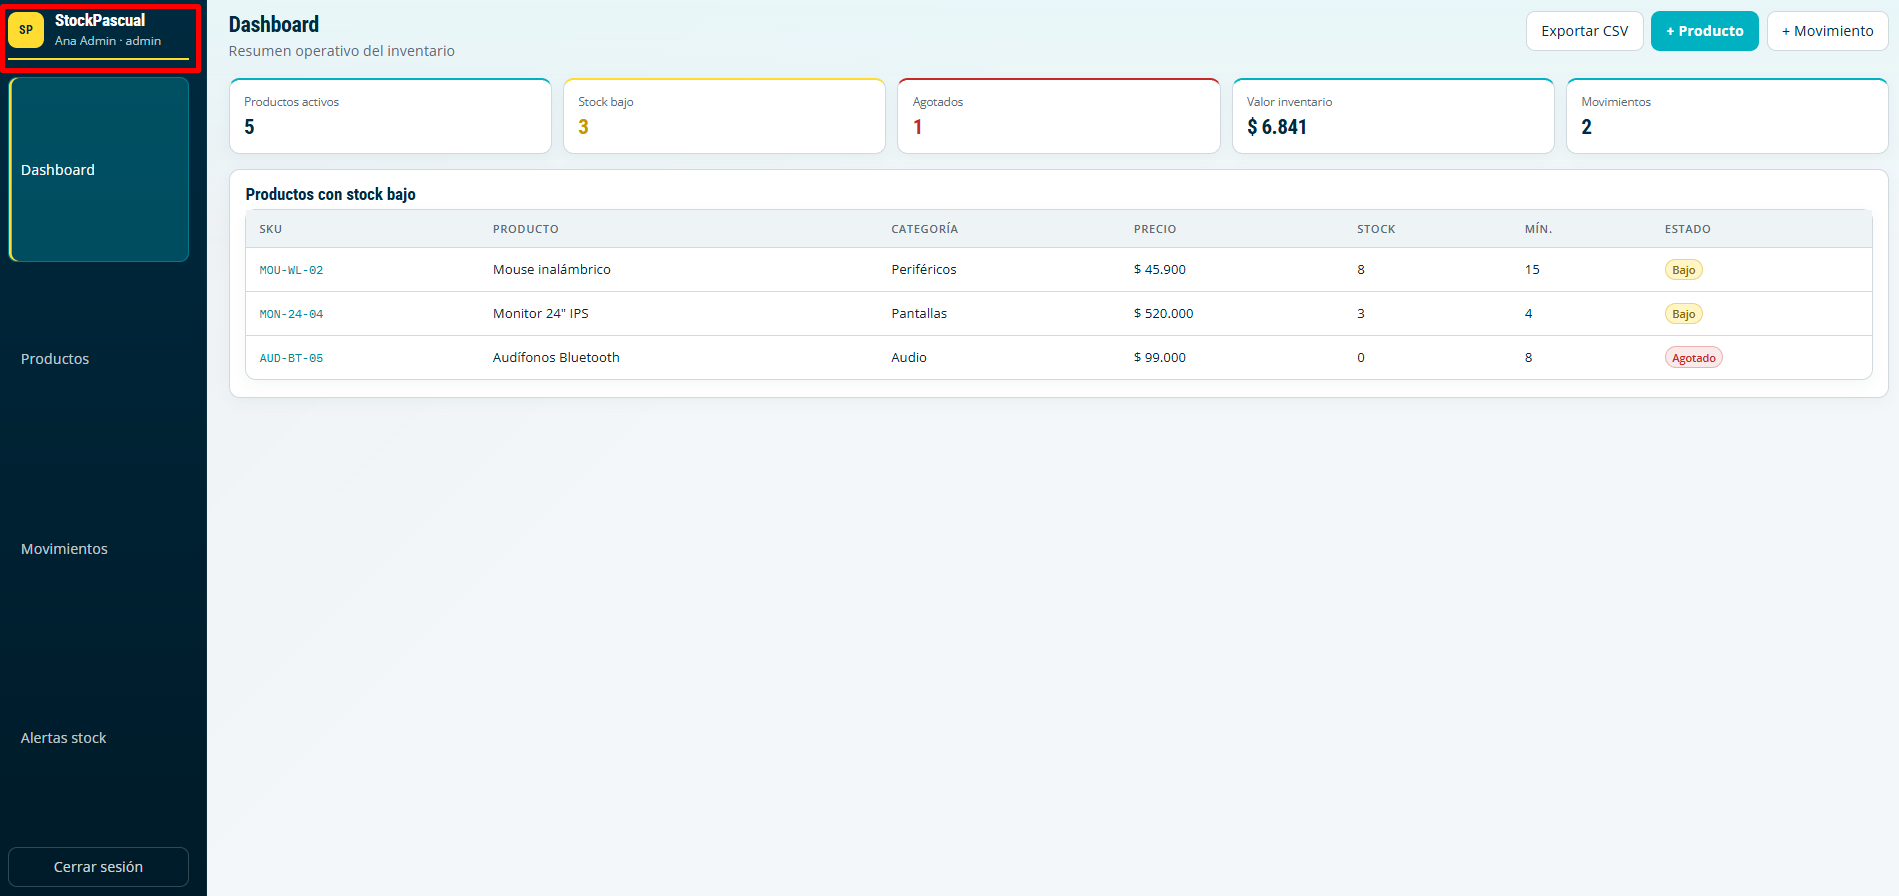 SP
StockPascual
Ana Admin · admin
Dashboard
Productos
Movimientos
Alertas stock
Cerrar sesión
Dashboard
Resumen operativo del inventario
Exportar CSV
+ Producto
+ Movimiento
Productos activos
5
Stock bajo
3
Agotados
1
Valor inventario
$ 6.841
Movimientos
2
Productos con stock bajo
SKU PRODUCTO CATEGORÍA PRECIO STOCK MÍN. ESTADO
MOU-WL-02 Mouse inalámbrico Periféricos $ 45.900 8 15 Bajo
MON-24-04 Monitor 24" IPS Pantallas $ 520.000 3 4 Bajo
AUD-BT-05 Audífonos Bluetooth Audio $ 99.000 0 8 Agotado